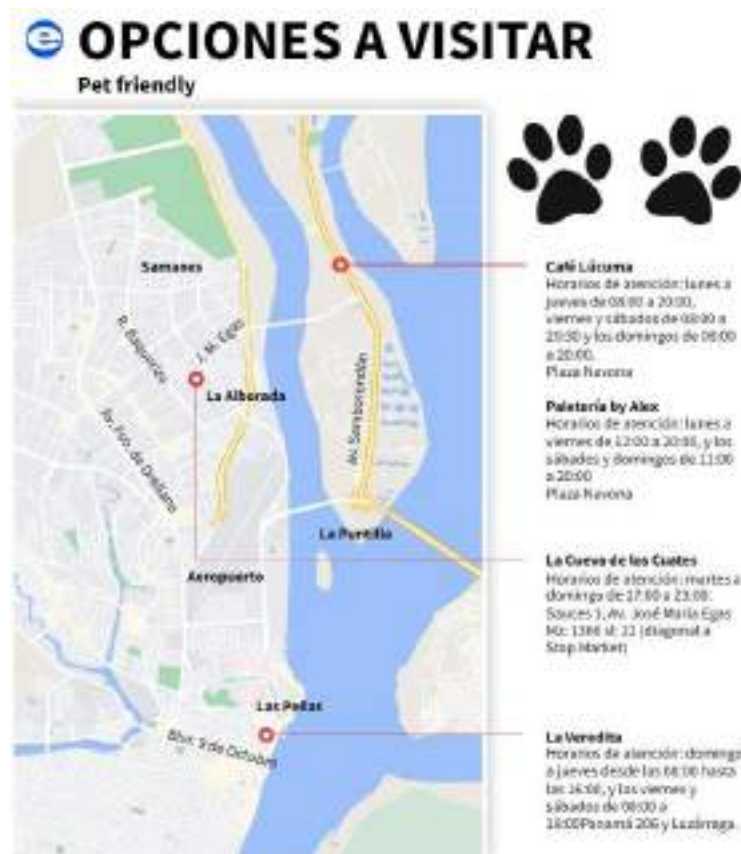 OPCIONES A VISITAR
Pet friendly
Samanes
R. Baquerizo
J. M. Egas
La Alborada
Av. Fco. de Orellana
Av. Samborondón
La Puntilla
Aeropuerto
Las Peñas
Blvr. 9 de Octubre
Café Lúcuma
Horarios de atención: lunes a
jueves de 08:00 a 20:00,
viernes y sábados de 08:00 a
y los domingos de
a 20:00.
Plaza Navona
Paletería by Alex
Horarios de atención: lunes a
viernes de 12:00 a 20:00, y los
sábados y domingos de 11:00
a 20:00
Plaza Navona
La Cueva de los Cuates
Horarios de atención: martes a
domingo de 17:00 a 23:00.
Sauces 1, Av. José María Egas
Mz: (diagonal a
Stop Market)
La Veredita
Horarios de atención: domingo
a jueves desde las 08:00 hasta
las 16:00, y los viernes y
sábados de 08:00 a
18:00Panamá 206 y Luzárraga.